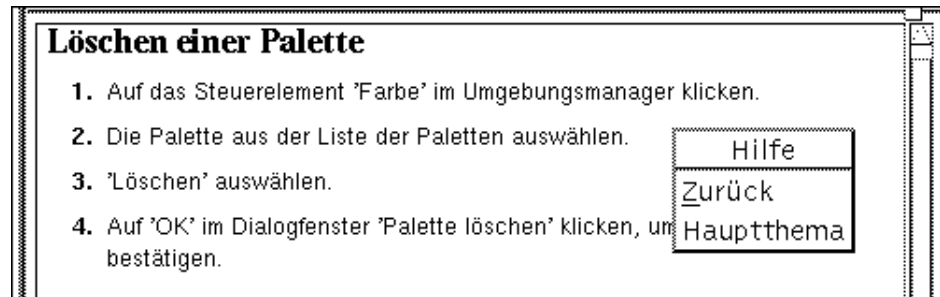 Löschen einer Palette
1. Auf das Steuerelement 'Farbe' im Umgebungsmanager klicken.
2. Die Palette aus der Liste der Paletten auswählen.
3. 'Löschen' auswählen.
4. Auf 'OK' im Dialogfenster 'Palette löschen' klicken, um
bestätigen.
Hilfe
Zurück
Hauptthema